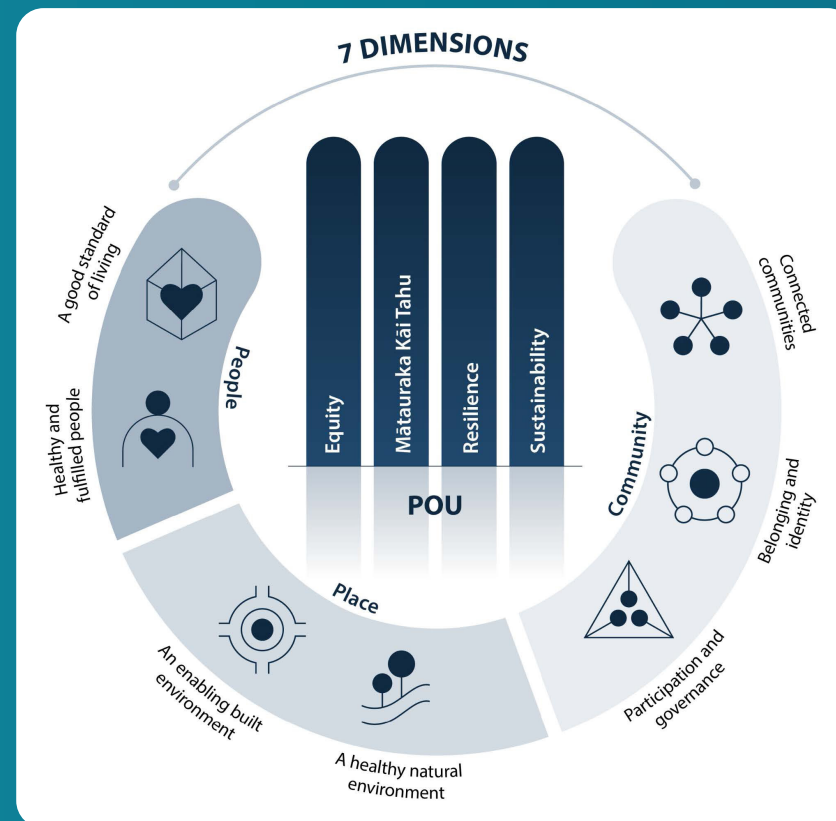 7 DIMENSIONS
A good standard
of living
Healthy and
fulfilled people
People
Equity
Mātauraka Kāi Tahu
Resilience
Sustainability
POU
Place
An enabling built
environment
A healthy natural
environment
Community
Connected
communities
Belonging and
identity
Participation and
governance